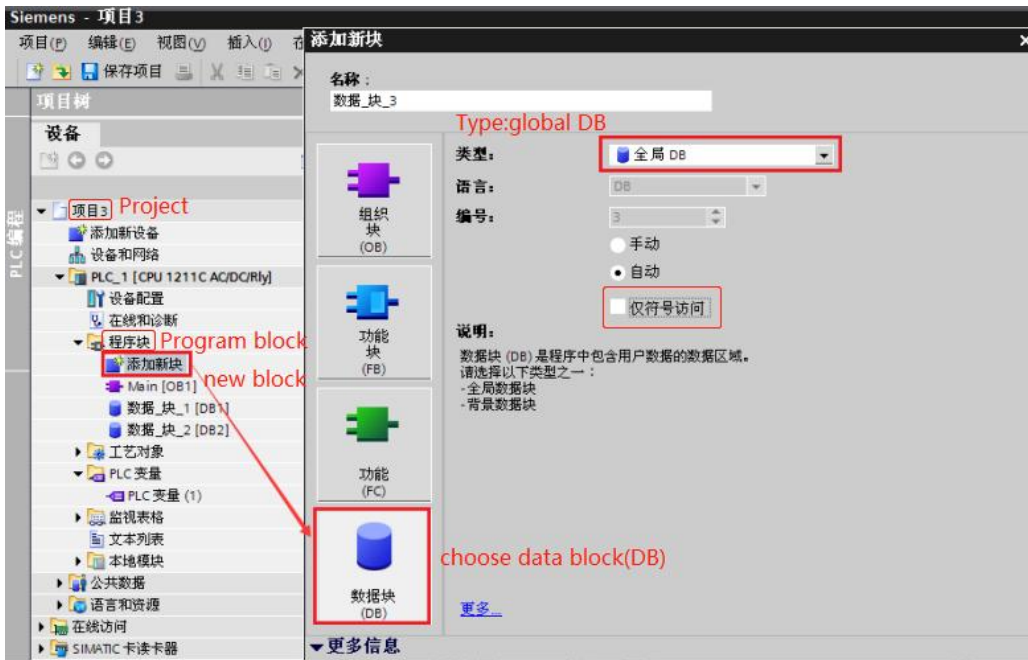 Siemens - 项目3
项目(P) 编辑(E) 视图(V) 插入(I) 在
保存项目
项目树
设备
PLC 编程
项目3 Project
添加新设备
设备和网络
PLC_1 [CPU 1211C AC/DC/Rly]
设备配置
在线和诊断
程序块 Program block
添加新块
new block
Main [OB1]
数据_块_1 [DB1]
数据_块_2 [DB2]
工艺对象
PLC 变量
PLC 变量 (1)
监视表格
文本列表
本地模块
公共数据
语言和资源
在线访问
SIMATIC 卡读卡器
添加新块
名称：
数据_块_3
Type:global DB
类型： 全局 DB
语言： DB
编号： 3
手动
自动
仅符号访问
说明：
数据块 (DB) 是程序中包含用户数据的数据区域。
请选择以下类型之一：
-全局数据块
-背景数据块
组织
块
(OB)
功能
块
(FB)
功能
(FC)
数据块
(DB)
choose data block(DB)
更多...
更多信息